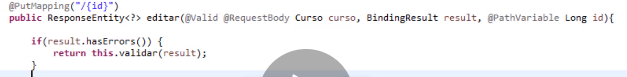 @PutMapping("/{id}")
public ResponseEntity<?> editar(@Valid @RequestBody Curso curso, BindingResult result, @PathVariable Long id){
if(result.hasErrors()) {
return this.validar(result);
}